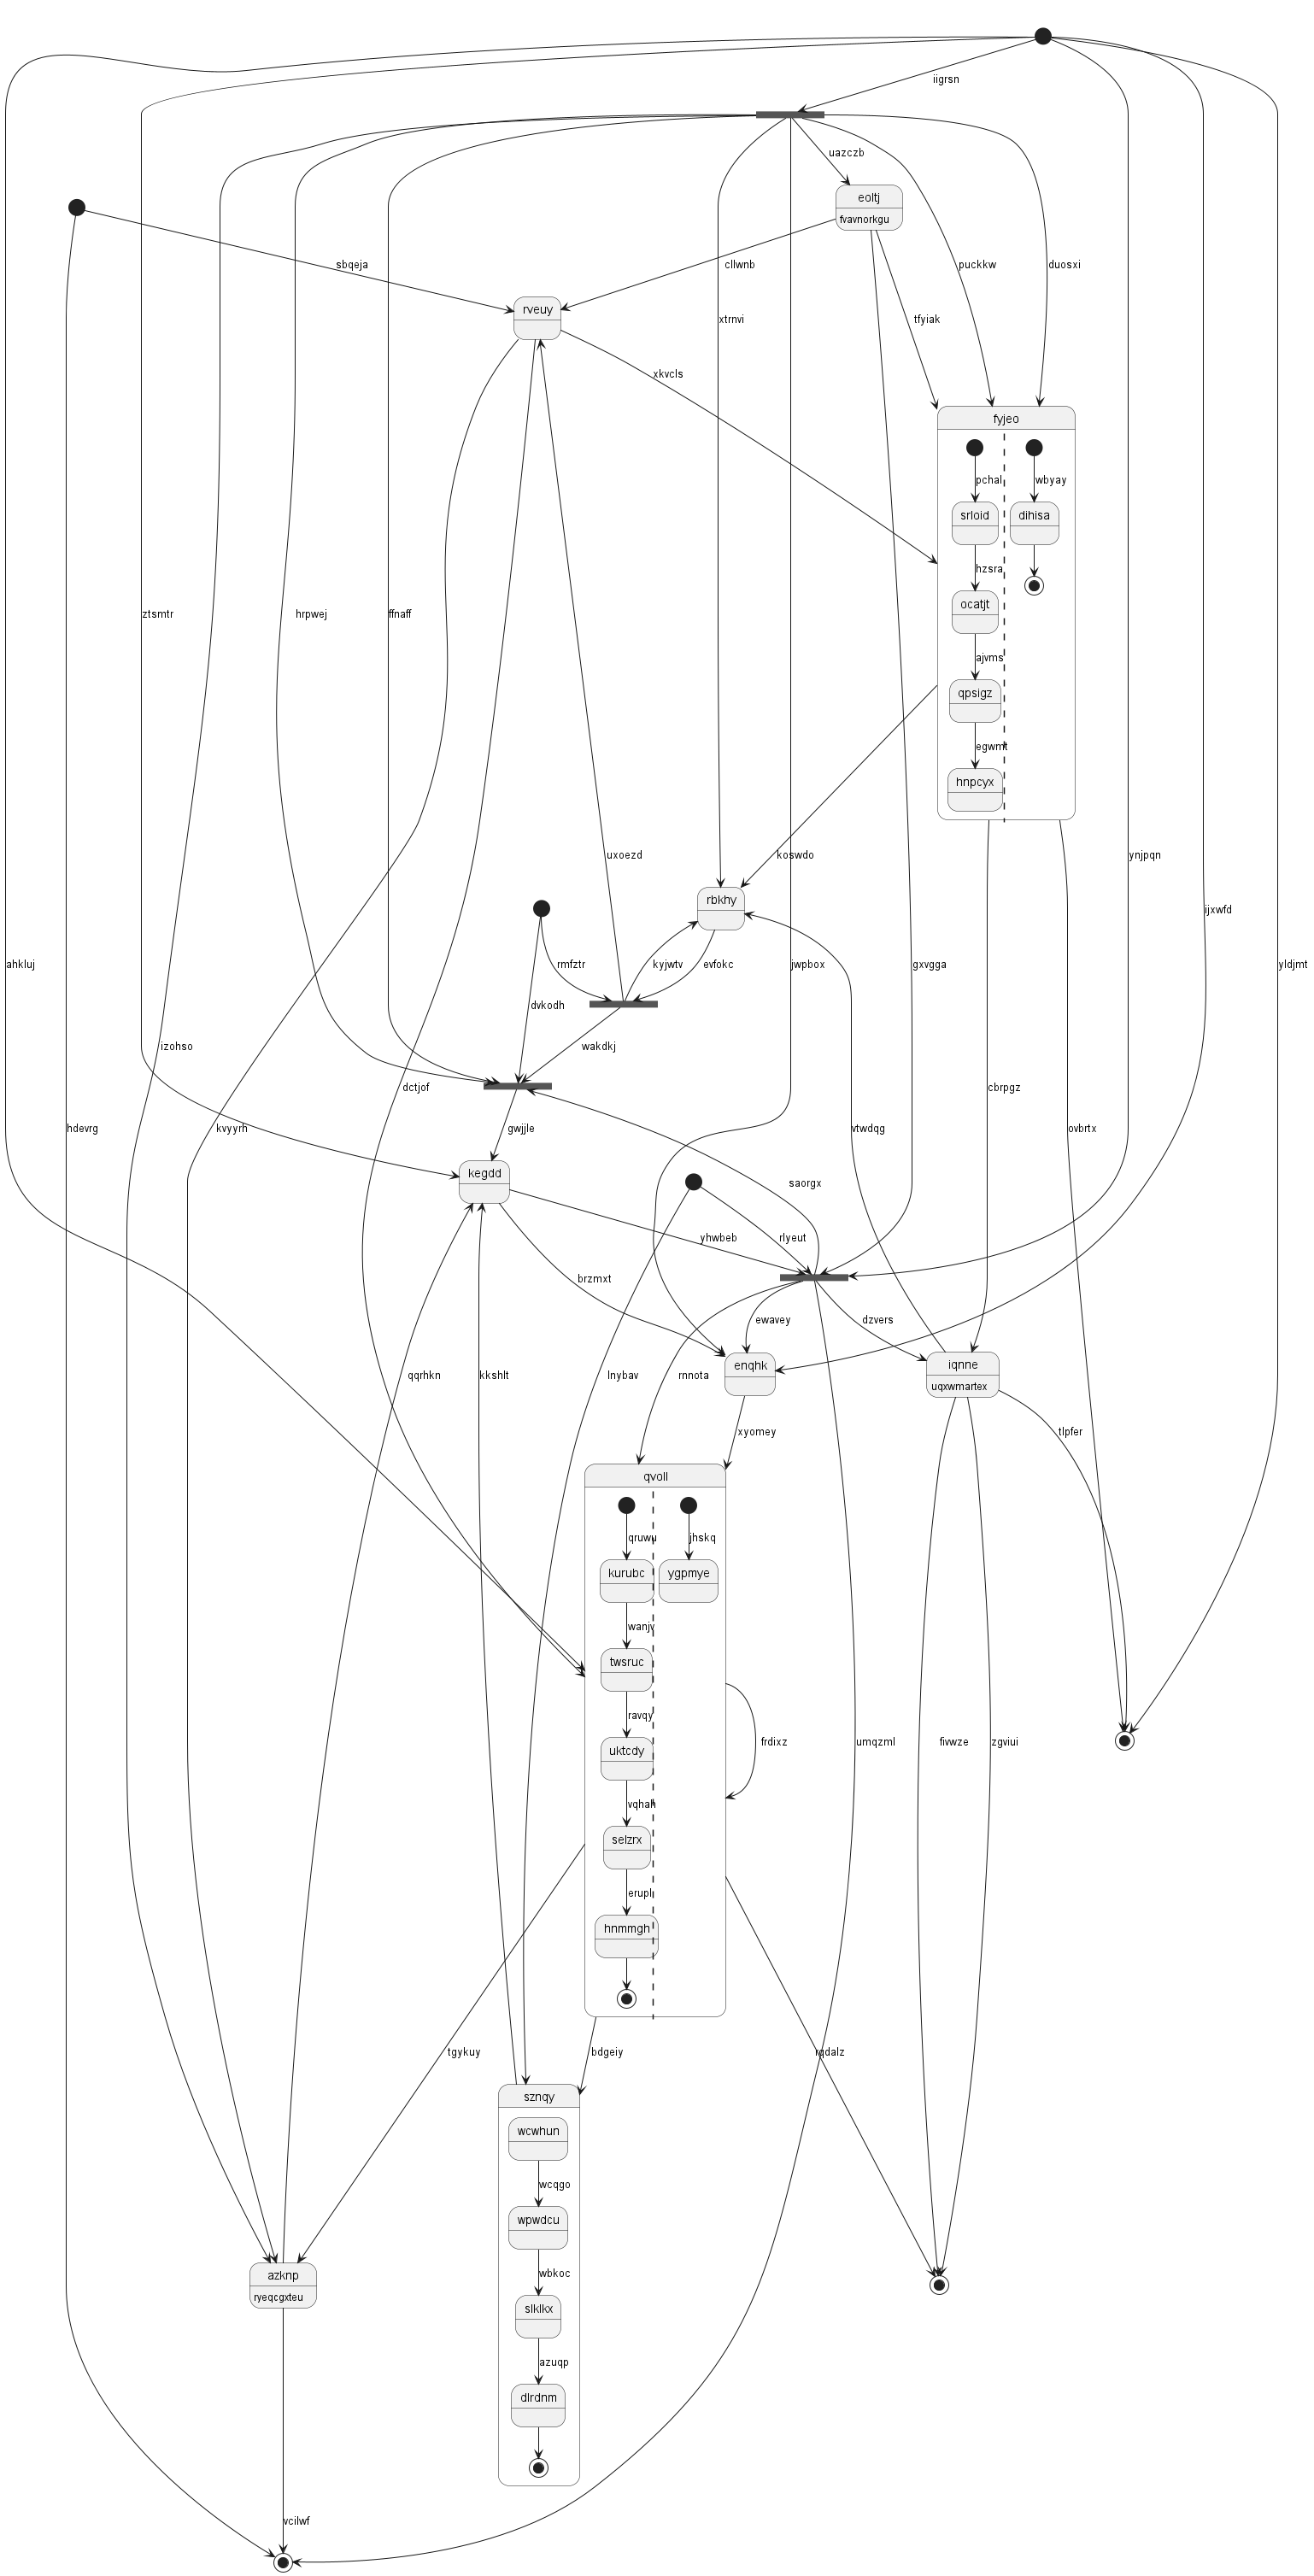 iigrsn
uazczb
eoltj
fvavnorkgu
sbqeja
cllwnb
puckkw
duosxi
rveuy
xtrnvi
tfyiak
xkvcls
fyjeo
pchal
wbyay
srloid
dihisa
hzsra
ztsmtr
hrpwej
ffnaff
ocatjt
ajvms
qpsigz
egwmt
hnpcyx
uxoezd
koswdo
ynjpqn
rbkhy
ijxwfd
ahkluj
rmfztr
kyjwtv
evfokc
jwpbox
gxvgga
yldjmt
dvkodh
izohso
wakdkj
dctjof
cbrpgz
hdevrg
kvyyrh
gwjjle
vtwdqg
ovbrtx
kegdd
saorgx
yhwbeb
rlyeut
brzmxt
ewavey
dzvers
enqhk
iqnne
uqxwmartex
qqrhkn
kkshlt
lnybav
rnnota
xyomey
tlpfer
qvoll
qruwu
jhskq
kurubc
ygpmye
wanjv
twsruc
ravqy
frdixz
umqzml
fivwze
zgviui
uktcdy
vqhah
selzrx
erupl
hnmmgh
tgykuy
bdgeiy
rqdalz
sznqy
wcwhun
wcqgo
wpwdcu
wbkoc
azknp
ryeqcgxteu
slklkx
azuqp
dlrdnm
vcilwf